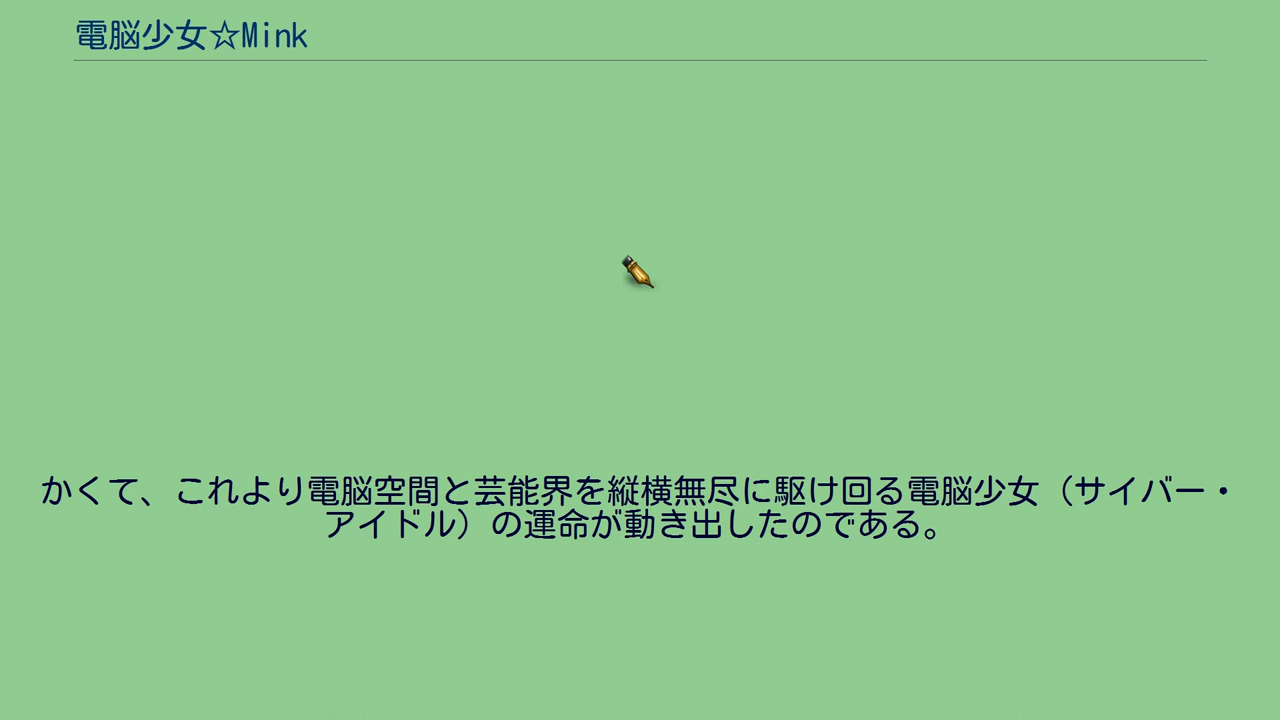 電脳少女☆Mink
かくて、これより電脳空間と芸能界を縦横無尽に駆け回る電脳少女（サイバー・
アイドル）の運命が動き出したのである。